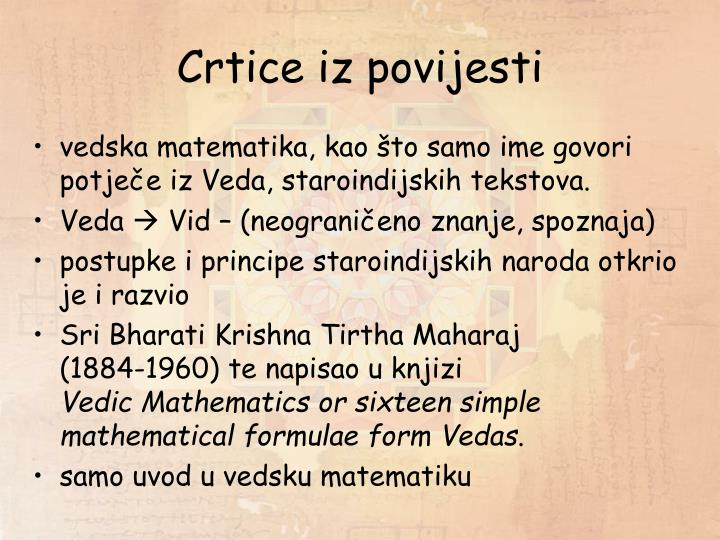 Crtice iz povijesti
• vedska matematika, kao što samo ime govori
potječe iz Veda, staroindijskih tekstova.
• Veda → Vid – (neograničeno znanje, spoznaja)
• postupke i principe staroindijskih naroda otkrio
je i razvio
• Sri Bharati Krishna Tirtha Maharaj
(1884-1960) te napisao u knjizi
Vedic Mathematics or sixteen simple
mathematical formulae form Vedas.
• samo uvod u vedsku matematiku